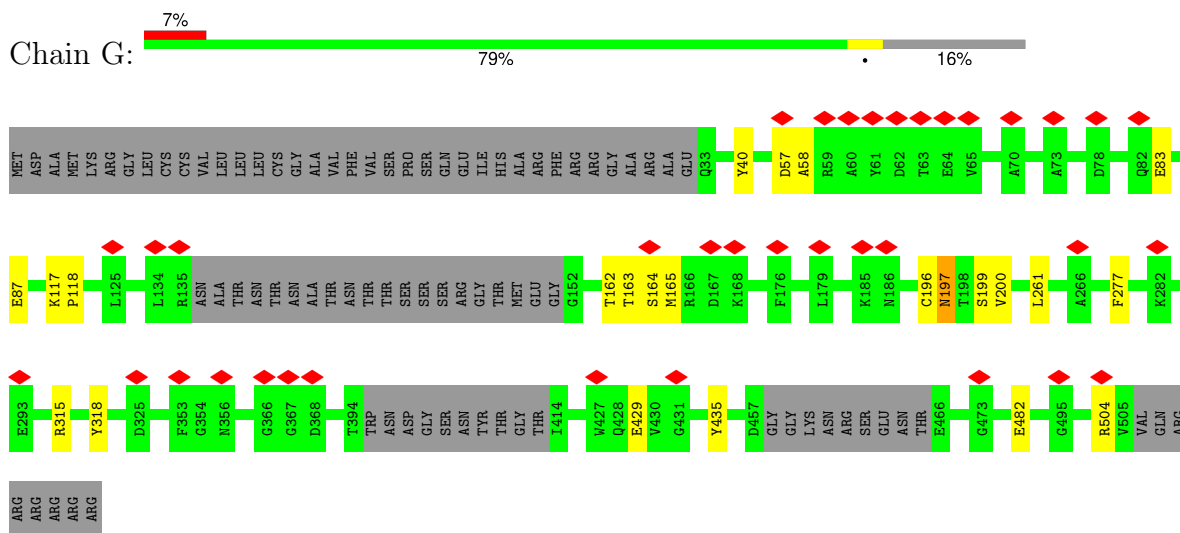 7%
Chain G:
79% • 16%
MET ASP ALA MET LYS ARG GLY LEU CYS CYS VAL LEU LEU LEU CYS GLY ALA VAL PHE VAL SER PRO SER GLN GLU ILE HIS ALA ARG PHE ARG ARG GLY ALA ARG ALA GLU Q33 Y40 D57 A58 R59 A60 Y61 D62 T63 E64 V65 A70 A73 D78 Q82 E83
E87 K117 P118 L125 L134 R135 ASN ALA THR ASN THR ASN ALA THR ASN THR THR SER SER SER ARG GLY THR MET GLU GLY G152 T162 T163 S164 M165 R166 D167 K168 F176 L179 K185 N186 C196 N197 T198 S199 V200 L261 F277 A266 K282
E293 R315 Y318 D325 F353 G354 N356 G366 G367 D368 T394 TRP ASN ASP GLY SER ASN TYR THR GLY THR I414 W427 Q428 E429 V430 G431 Y435 D457 GLY GLY LYS ASN ARG SER GLU ASN THR E466 G473 E482 G495 R504 V505 VAL GLN ARG
ARG ARG ARG ARG ARG